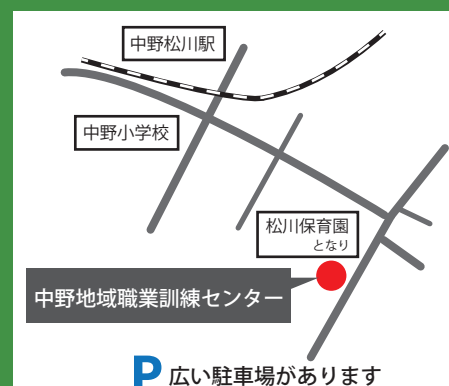 中野松川駅
中野小学校
松川保育園
となり
中野地域職業訓練センター
P 広い駐車場があります